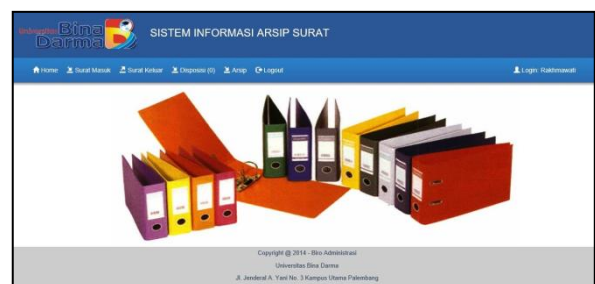 Universitas Bina Darma
SISTEM INFORMASI ARSIP SURAT
Home Surat Masuk Surat Keluar Disposisi (0) Arsip Logout Login: Rakhmawati
Copyright @ 2014 - Biro Administrasi
Universitas Bina Darma
Jl. Jenderal A. Yani No. 3 Kampus Utama Palembang